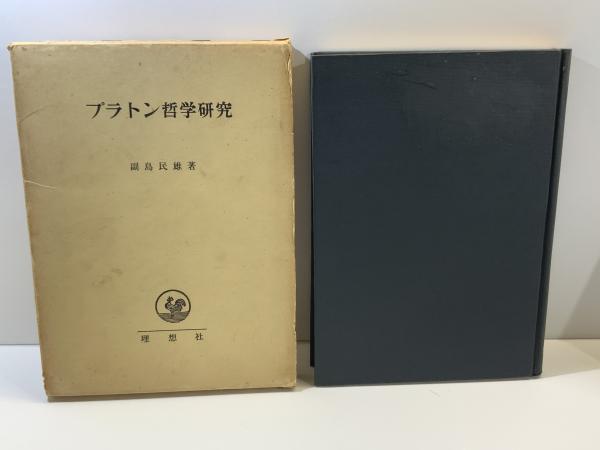 プラトン哲学研究
副島民雄著
理想社